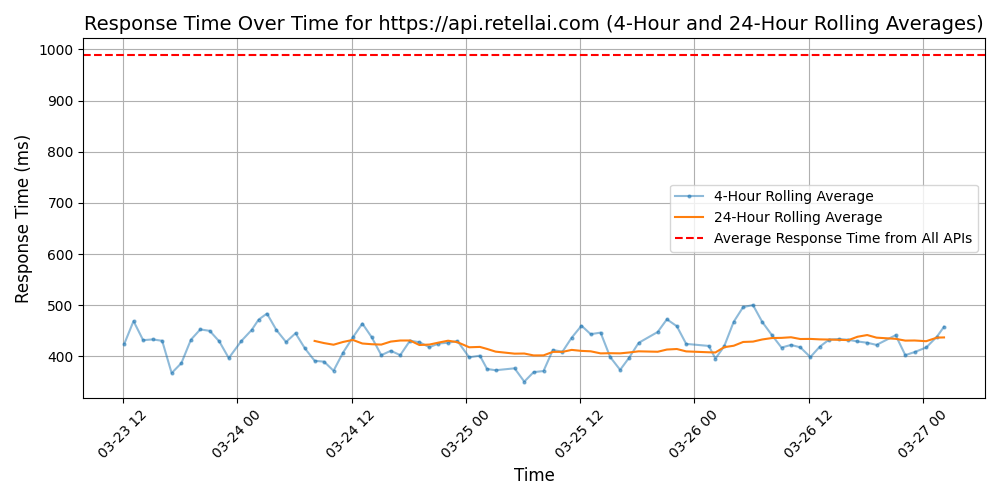 Response Time Over Time for https://api.retellai.com (4-Hour and 24-Hour Rolling Averages)
Response Time (ms)
1000
900
800
700
600
500
400
4-Hour Rolling Average
24-Hour Rolling Average
Average Response Time from All APIs
03-23 12
03-24 00
03-24 12
03-25 00
03-25 12
03-26 00
03-26 12
03-27 00
Time